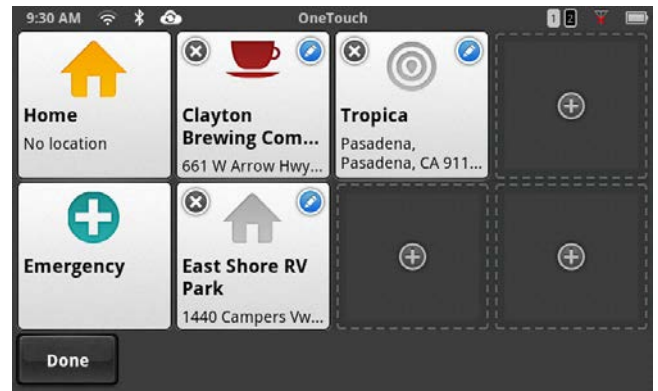 9:30 AM OneTouch 1 2
Home
No location
Clayton
Brewing Com...
661 W Arrow Hwy...
Tropica
Pasadena,
Pasadena, CA 911...
Emergency
East Shore RV
Park
1440 Campers Vw...
Done